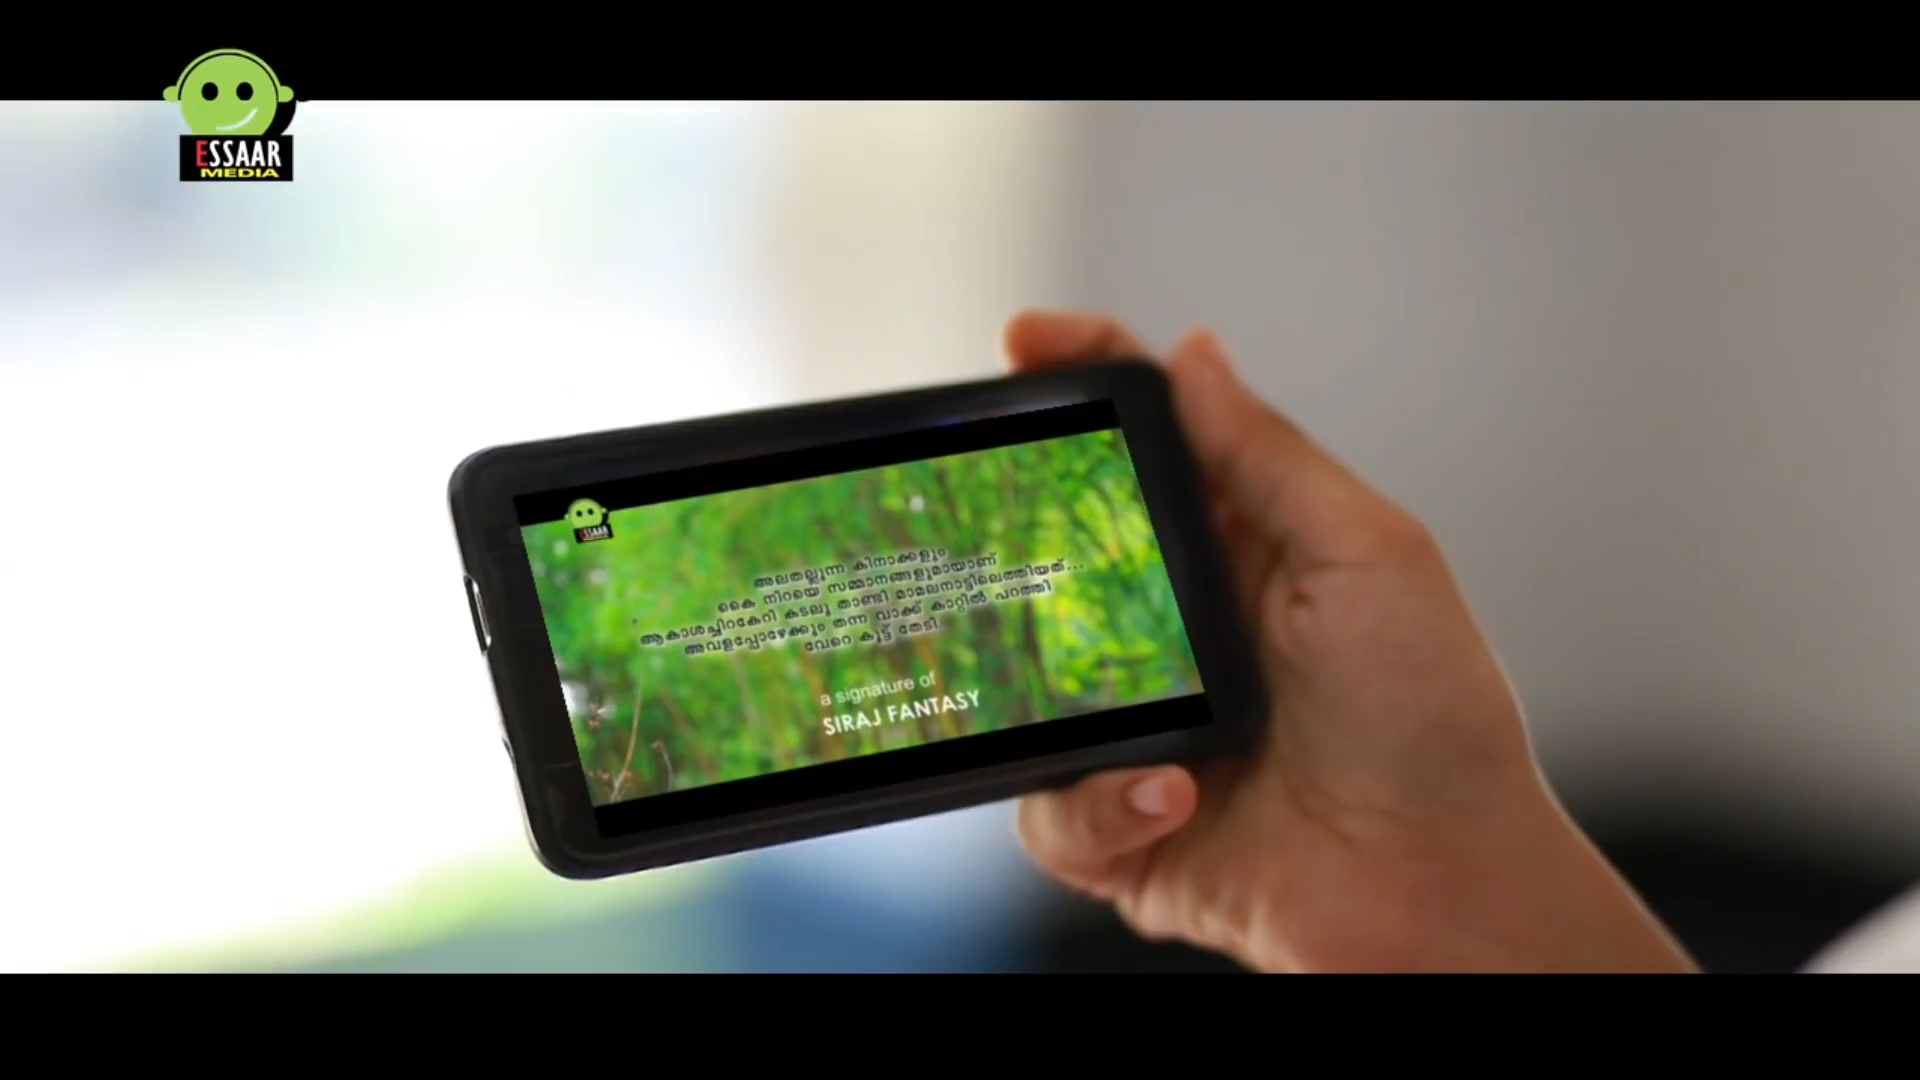 ESSAAR
MEDIA
ESSAAR
അലതല്ലുന്ന കിനാക്കളും
കൈ നിറയെ സമ്മാനങ്ങളുമായാണ്
ആകാശച്ചിറകേറി കടലു താണ്ടി മാമലനാട്ടിലെത്തിയത്...
അവളപ്പോഴേക്കും തന്ന വാക്ക് കാറ്റിൽ പറത്തി
വേറെ കൂട്ട് തേടി.
a signature of
SIRAJ FANTASY